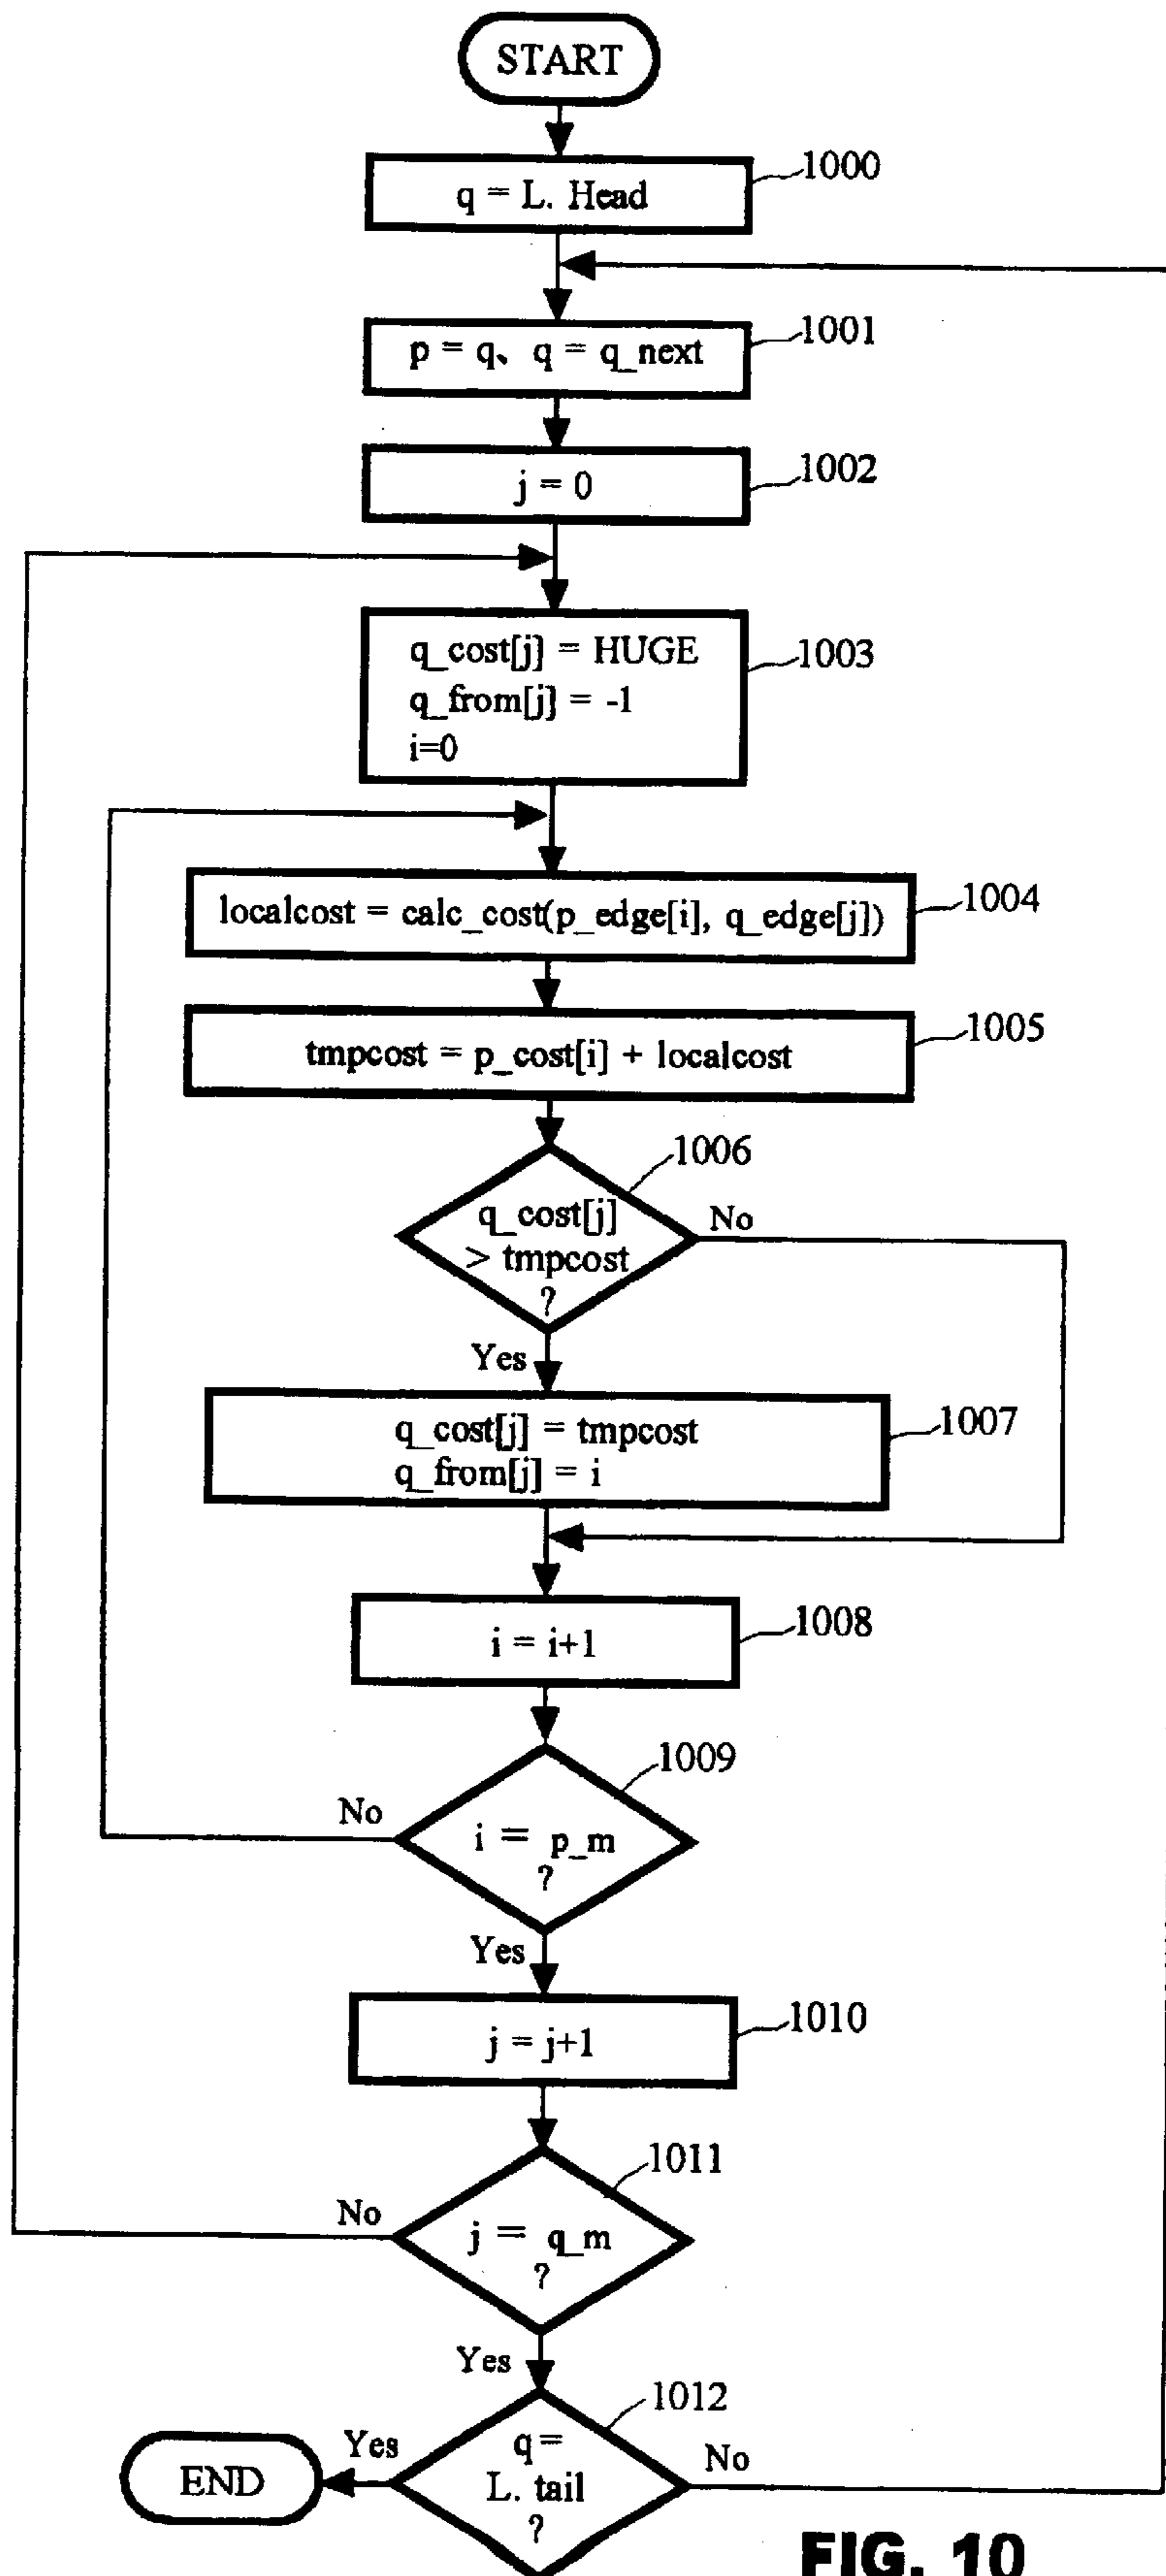 START
1000
q = L. Head
1001
p = q、 q = q_next
1002
j = 0
1003
q_cost[j] = HUGE
q_from[j] = -1
i=0
1004
localcost = calc_cost(p_edge[i], q_edge[j])
1005
tmpcost = p_cost[i] + localcost
1006
q_cost[j]
> tmpcost
?
No
Yes
1007
q_cost[j] = tmpcost
q_from[j] = i
1008
i = i+1
1009
No
i = p_m
?
Yes
1010
j = j+1
1011
No
j = q_m
?
Yes
1012
q =
L. tail
?
Yes
No
END
FIG. 10